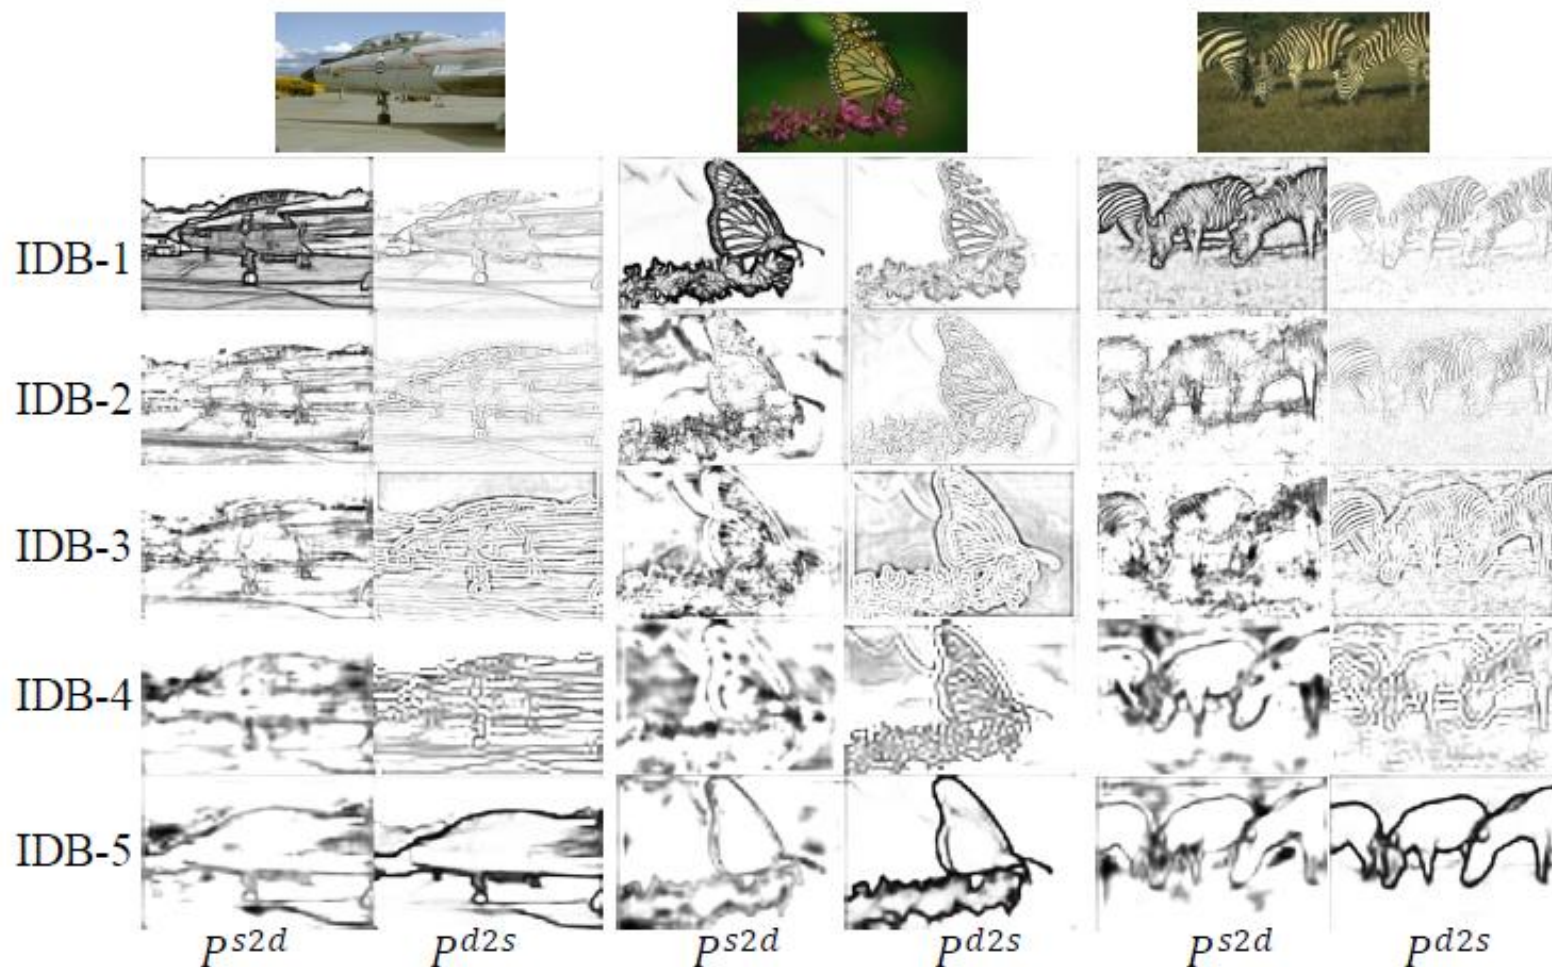 IDB-1
IDB-2
IDB-3
IDB-4
IDB-5
P^{s2d} P^{d2s} P^{s2d} P^{d2s} P^{s2d} P^{d2s}